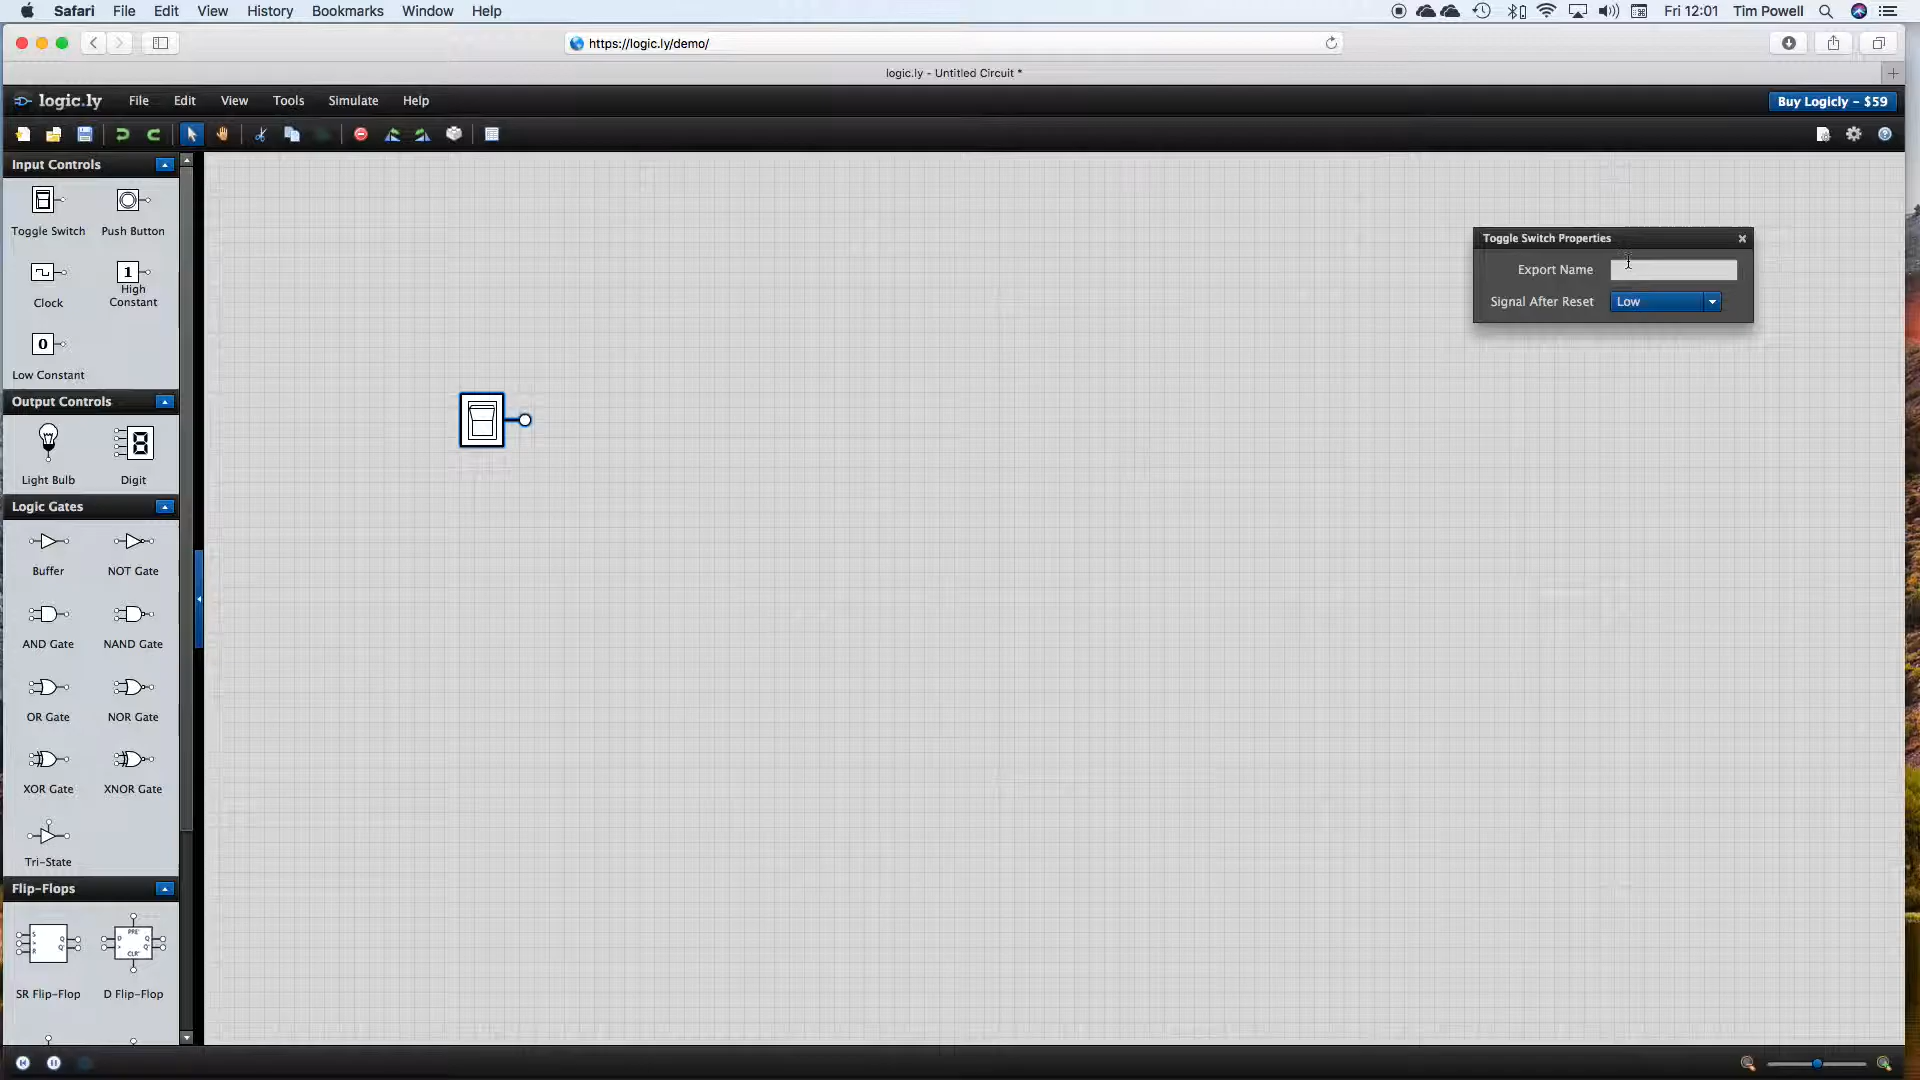 Safari File Edit View History Bookmarks Window Help Fri 12:01 Tim Powell
https://logic.ly/demo/
logic.ly - Untitled Circuit *
logic.ly File Edit View Tools Simulate Help Buy Logicly - $59
Input Controls
Toggle Switch Push Button
1
Clock High Constant
0
Low Constant
Output Controls
8
Light Bulb Digit
Logic Gates
Buffer NOT Gate
AND Gate NAND Gate
OR Gate NOR Gate
XOR Gate XNOR Gate
Tri-State
Flip-Flops
S Q > R Q' D PRE' Q > Q' CLR'
SR Flip-Flop D Flip-Flop
Toggle Switch Properties
Export Name
Signal After Reset Low